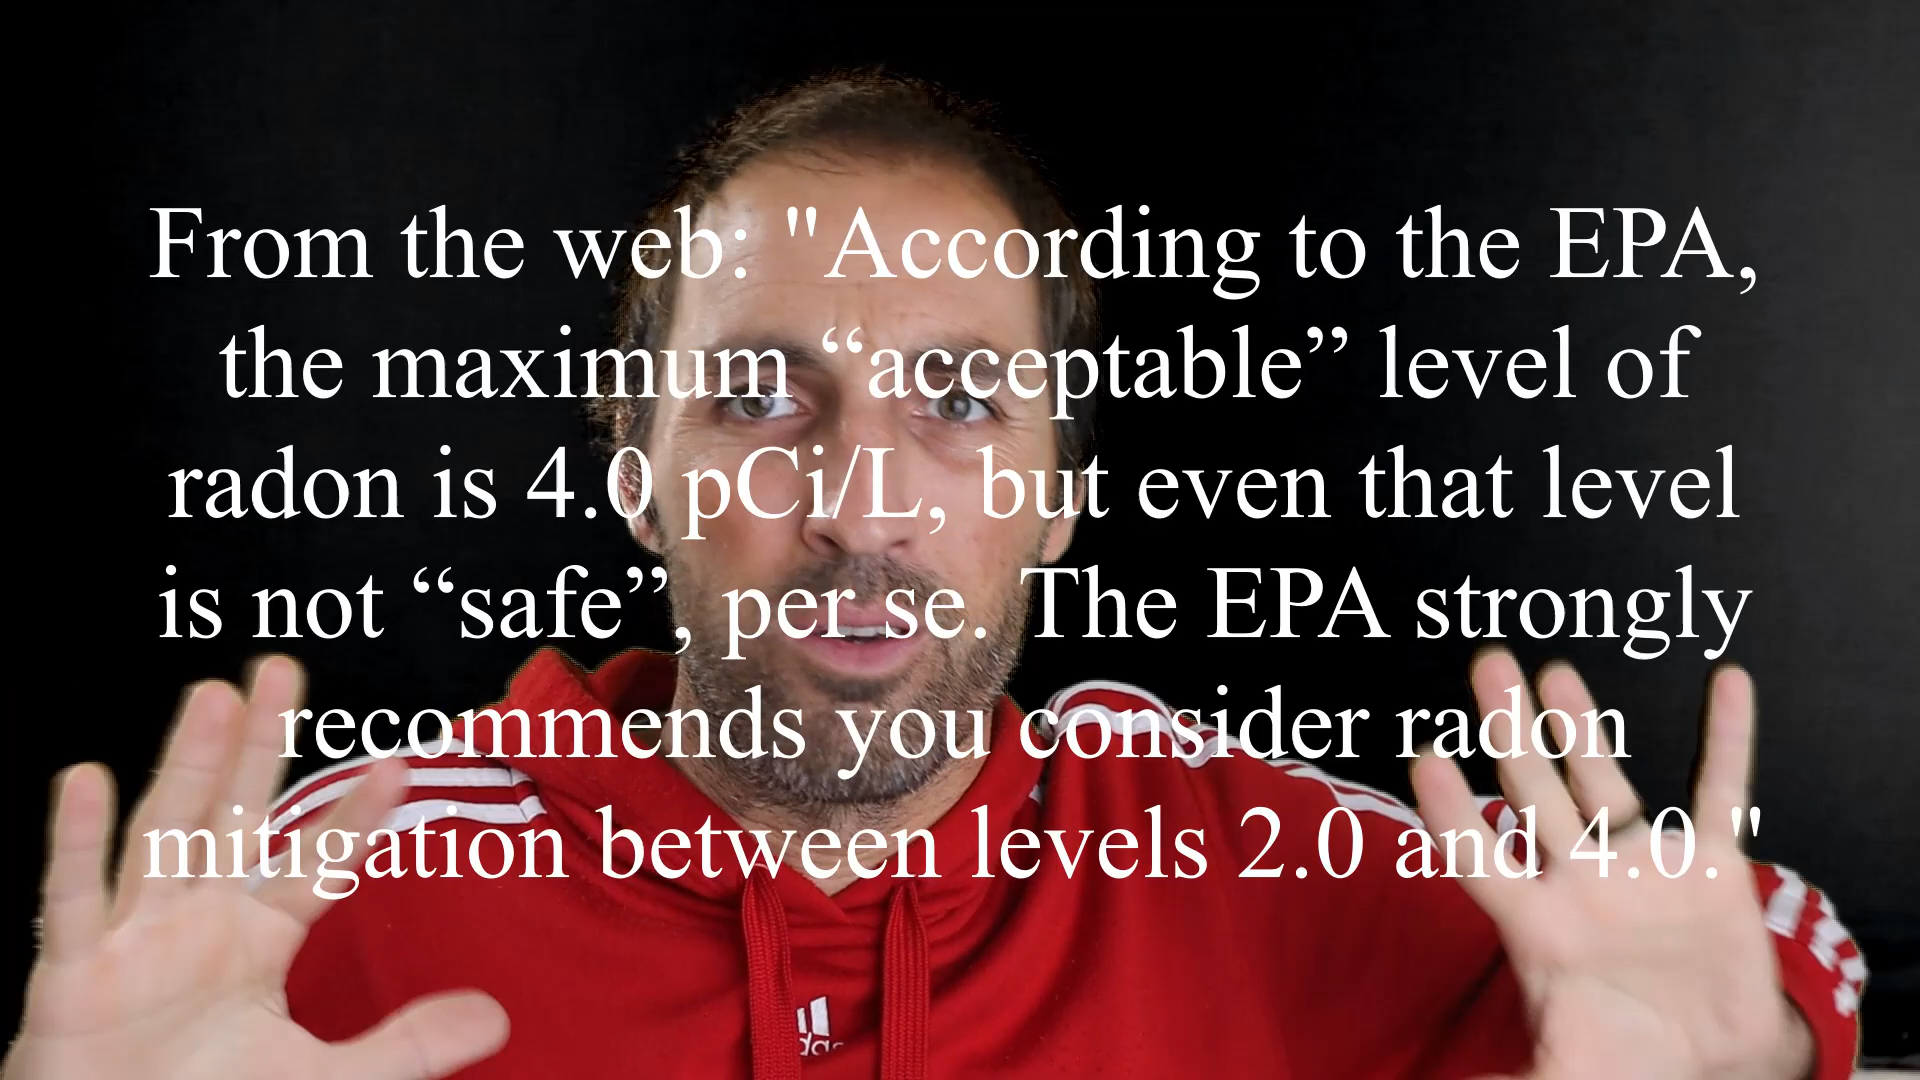 From the web: "According to the EPA,
the maximum “acceptable” level of
radon is 4.0 pCi/L, but even that level
is not “safe”, per se. The EPA strongly
recommends you consider radon
mitigation between levels 2.0 and 4.0."